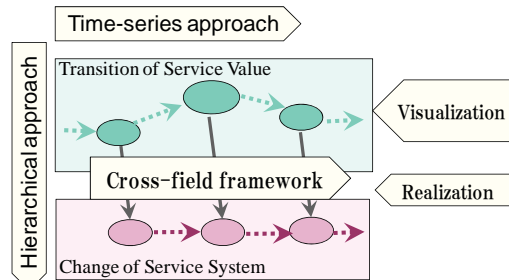 Time-series approach
Hierarchical approach
Transition of Service Value
Visualization
Cross-field framework
Realization
Change of Service System